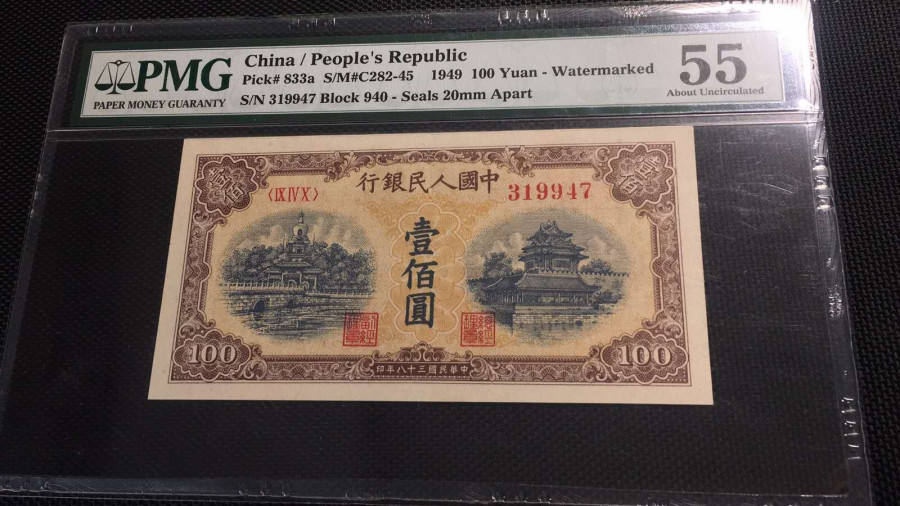 PMG
PAPER MONEY GUARANTY
China / People's Republic
Pick# 833a S/M#C282-45 1949 100 Yuan - Watermarked
S/N 319947 Block 940 - Seals 20mm Apart
55
About Uncirculated
行銀民人國中
〈IX IV X〉
319947
壹佰
壹佰
壹佰圓
100
100
印年八十三國民華中